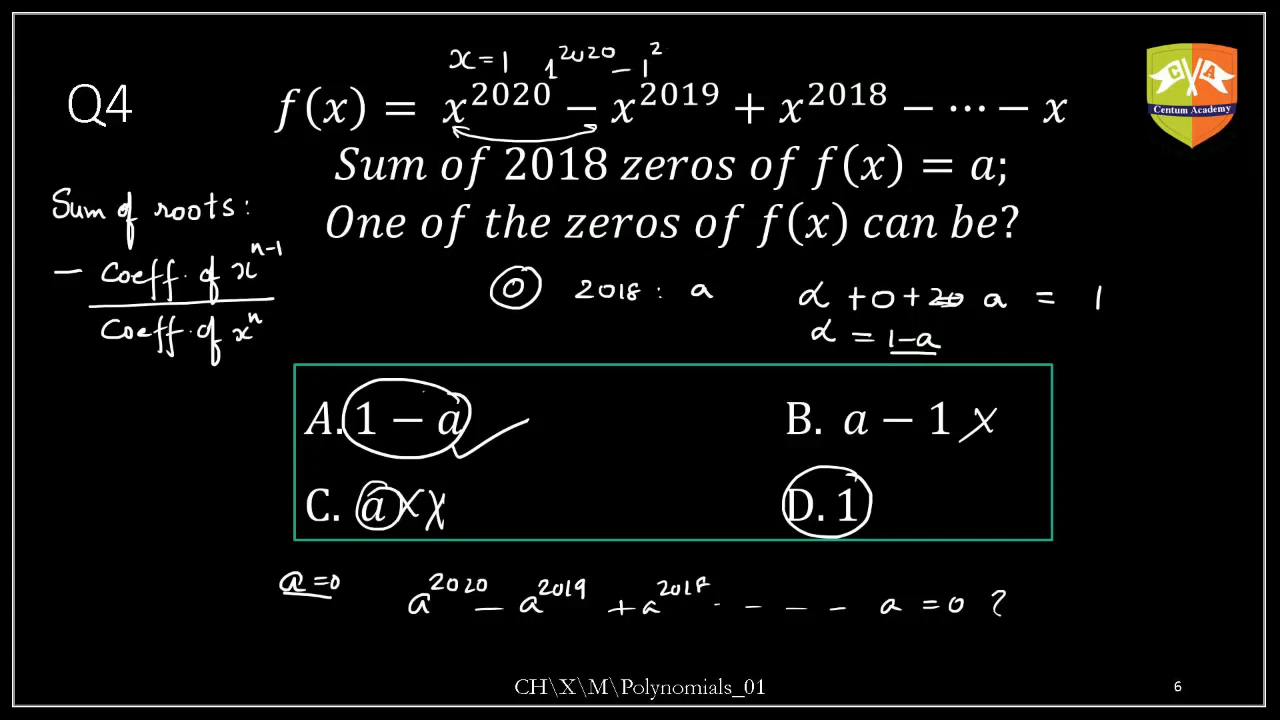 x = 1 1^2020 - 1^2
Q4
f(x) = x^2020 − x^2019 + x^2018 − ⋯ − x
CA
Centum Academy
Sum of 2018 zeros of f(x) = a;
Sum of roots:
One of the zeros of f(x) can be?
- Coeff. of x^n-1
Coeff. of x^n
0 2018 : a
α + 0 + 20 a = 1
α = 1-a
A. 1 − a
B. a − 1 x
C. a x x
D. 1
a = 0 a^2020 - a^2019 + a^2018 - - - - a = 0 ?
CH\X\M\Polynomials_01
6